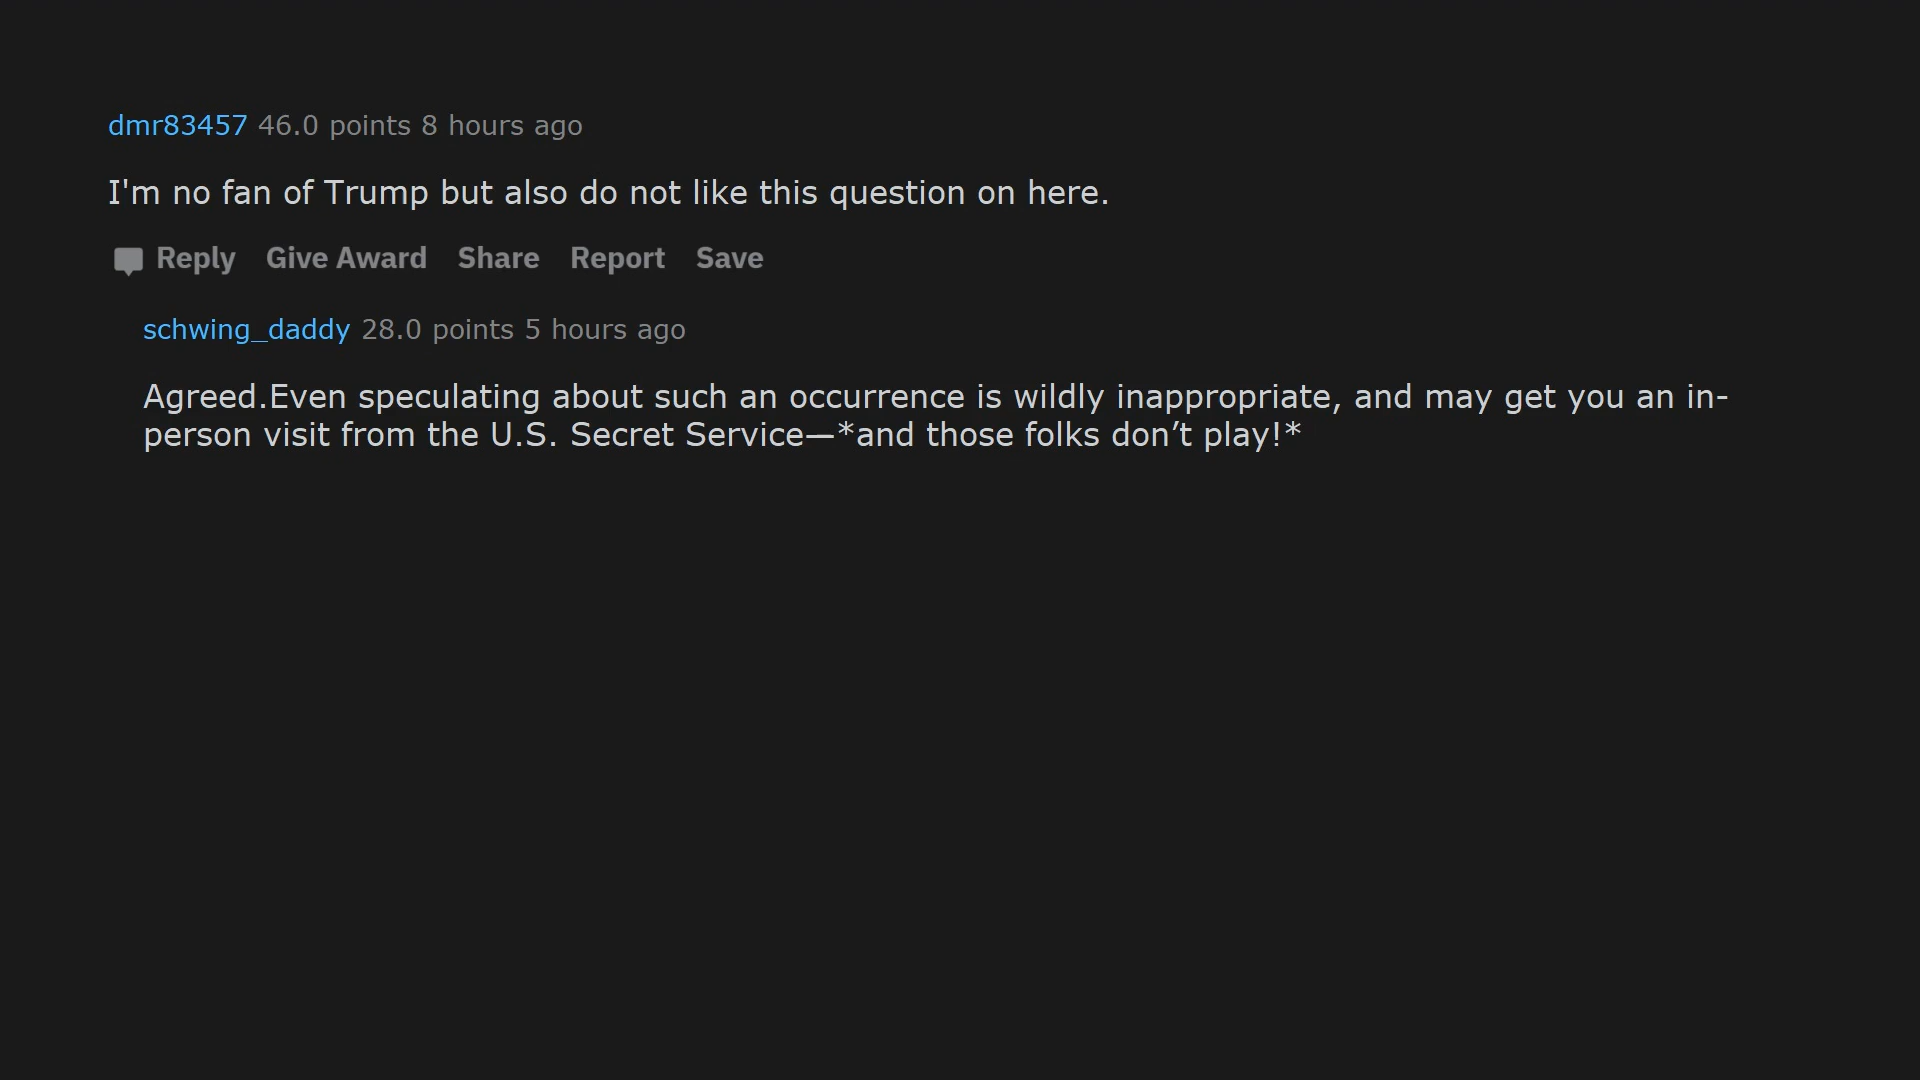 dmr83457 46.0 points 8 hours ago
I'm no fan of Trump but also do not like this question on here.
Reply Give Award Share Report Save
schwing_daddy 28.0 points 5 hours ago
Agreed.Even speculating about such an occurrence is wildly inappropriate, and may get you an in-
person visit from the U.S. Secret Service—*and those folks don’t play!*